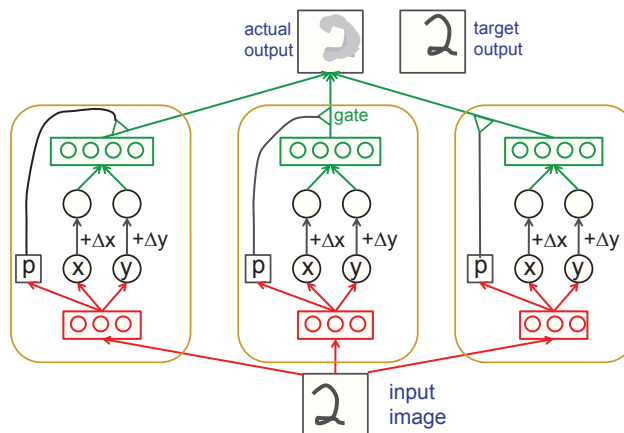 actual
output
target
output
gate
+Δx
+Δy
+Δx
+Δy
+Δx
+Δy
p
x
y
p
x
y
p
x
y
input
image